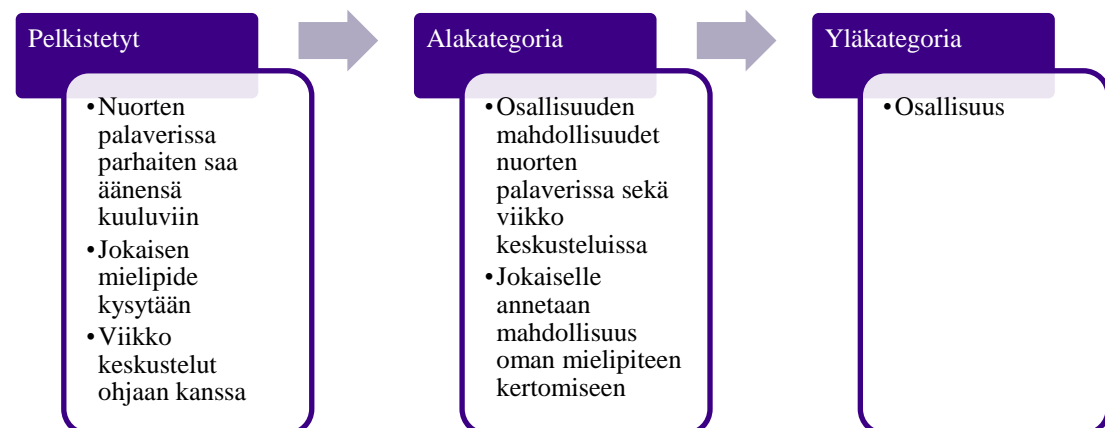 Pelkistetyt
•Nuorten
palaverissa
parhaiten saa
äänensä
kuuluviin
•Jokaisen
mielipide
kysytään
•Viikko
keskustelut
ohjaan kanssa
Alakategoria
•Osallisuuden
mahdollisuudet
nuorten
palaverissa sekä
viikko
keskusteluissa
•Jokaiselle
annetaan
mahdollisuus
oman mielipiteen
kertomiseen
Yläkategoria
•Osallisuus